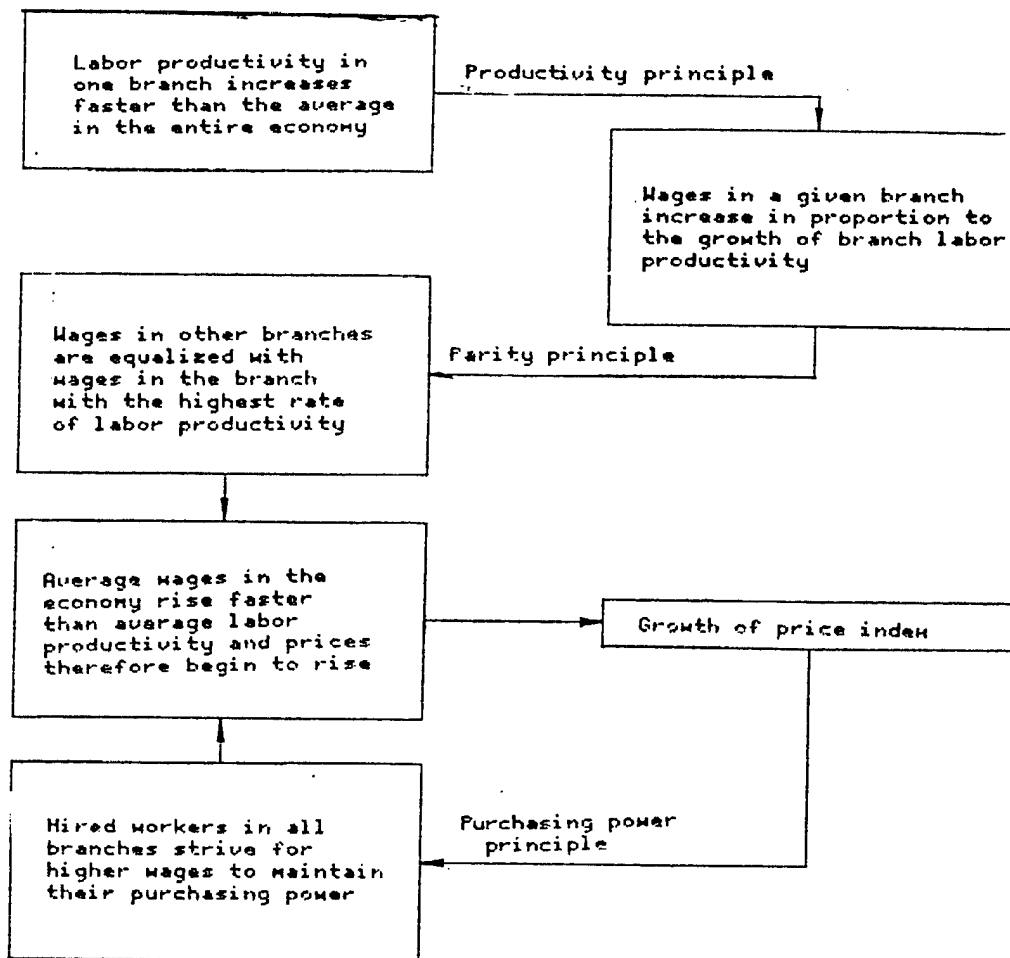 Labor productivity in
one branch increases
faster than the average
in the entire economy
Productivity principle
Wages in a given branch
increase in proportion to
the growth of branch labor
productivity
Wages in other branches
are equalized with
wages in the branch
with the highest rate
of labor productivity
Parity principle
Average wages in the
economy rise faster
than average labor
productivity and prices
therefore begin to rise
Growth of price index
Hired workers in all
branches strive for
higher wages to maintain
their purchasing power
Purchasing power
principle